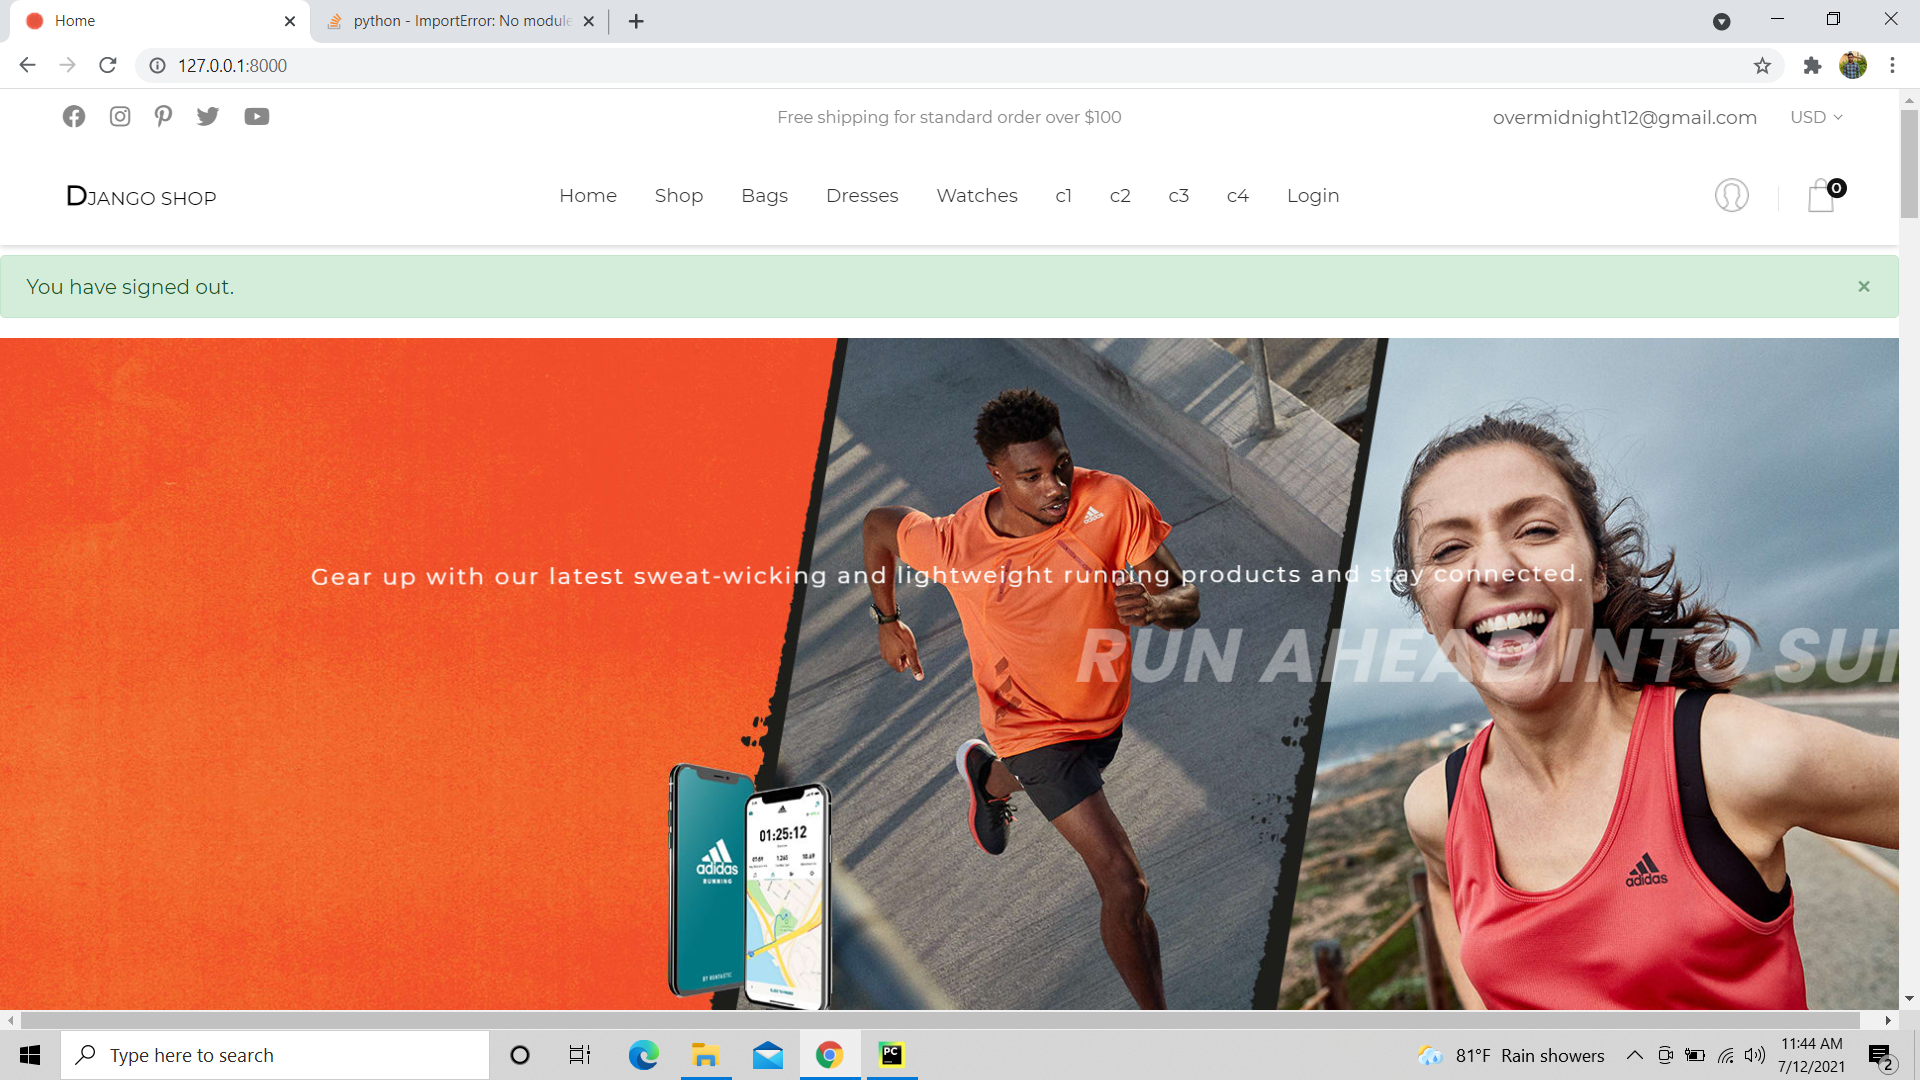 Home
python - ImportError: No module
127.0.0.1:8000
Free shipping for standard order over $100
overmidnight12@gmail.com
USD
DJANGO SHOP
Home
Shop
Bags
Dresses
Watches
c1
c2
c3
c4
Login
0
You have signed out.
×
Gear up with our latest sweat-wicking and lightweight running products and stay connected.
RUN AHEAD INTO SU
adidas
RUNNING
01:25:12
adidas
Type here to search
PC
81°F Rain showers
11:44 AM
7/12/2021
2